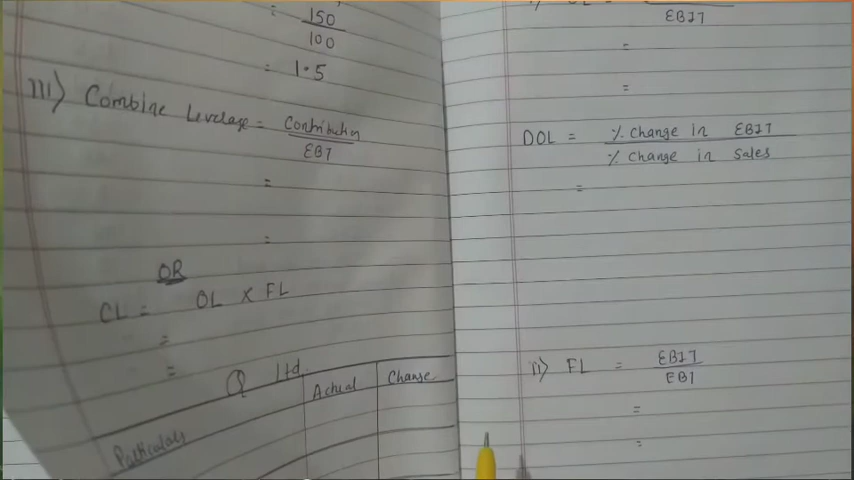 = 150
100
= 1.5
III) Combine Leverage = Contribution
EBT
=
=
OR
CL = OL X FL
=
=
Q Ltd.
Particulars Actual Change
EBIT
=
=
DOL = % change in EBIT
% change in Sales
=
II) FL = EBIT
EBT
=
=